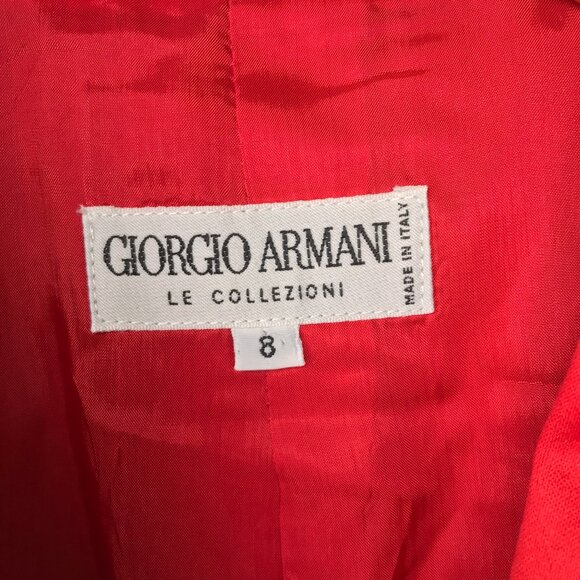 GIORGIO ARMANI
LE COLLEZIONI
MADE IN ITALY
8